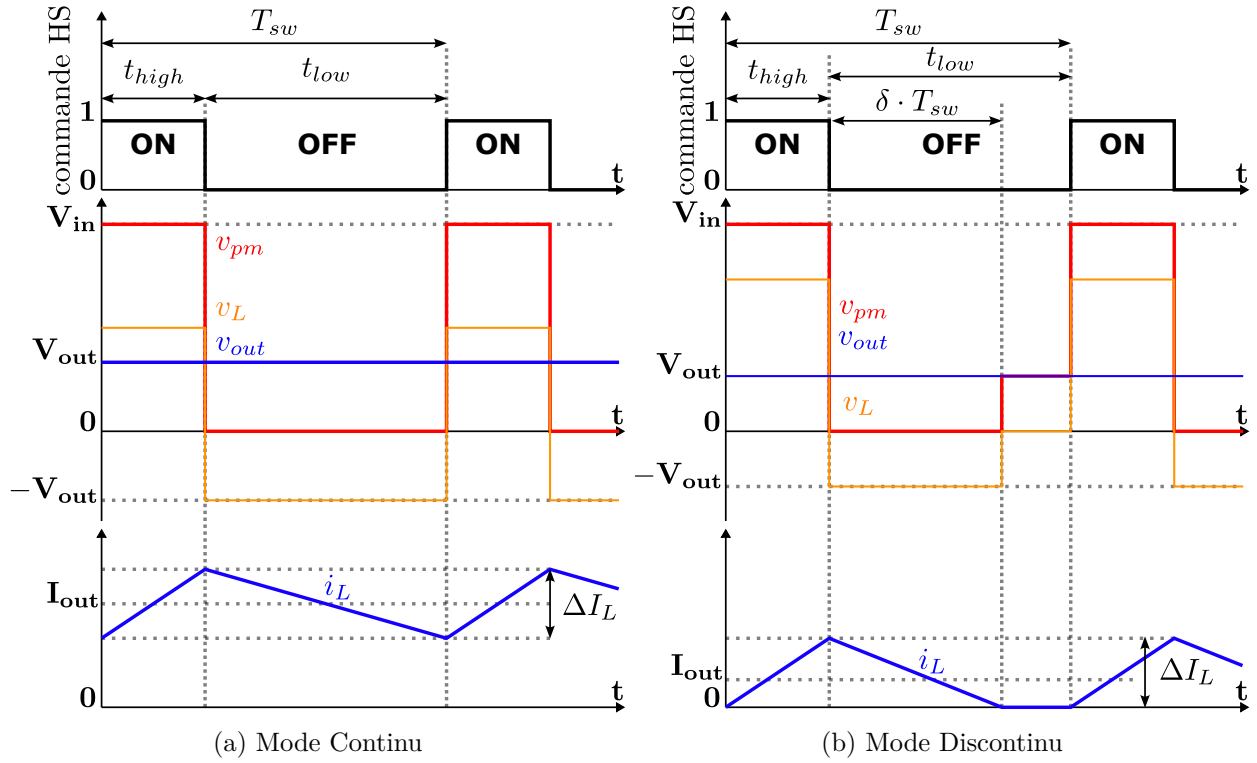 commande HS
T_sw
t_high
t_low
1
ON
OFF
ON
0
t
V_in
v_pm
v_L
V_out
v_out
0
t
−V_out
i_L
I_out
ΔI_L
0
t
(a) Mode Continu
commande HS
T_sw
t_low
t_high
δ · T_sw
1
ON
OFF
ON
0
t
V_in
v_pm
v_out
V_out
v_L
0
t
−V_out
i_L
I_out
ΔI_L
0
t
(b) Mode Discontinu